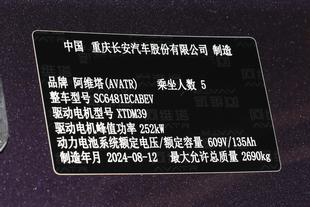 中国 重庆长安汽车股份有限公司 制造
品牌 阿维塔(AVATR) 乘坐人数 5
整车型号 SC6481ECABEV
驱动电机型号 XTDM39
驱动电机峰值功率 252kW
动力电池系统额定电压/额定容量 609V/135Ah
制造年月 2024-08-12 最大允许总质量 2690kg